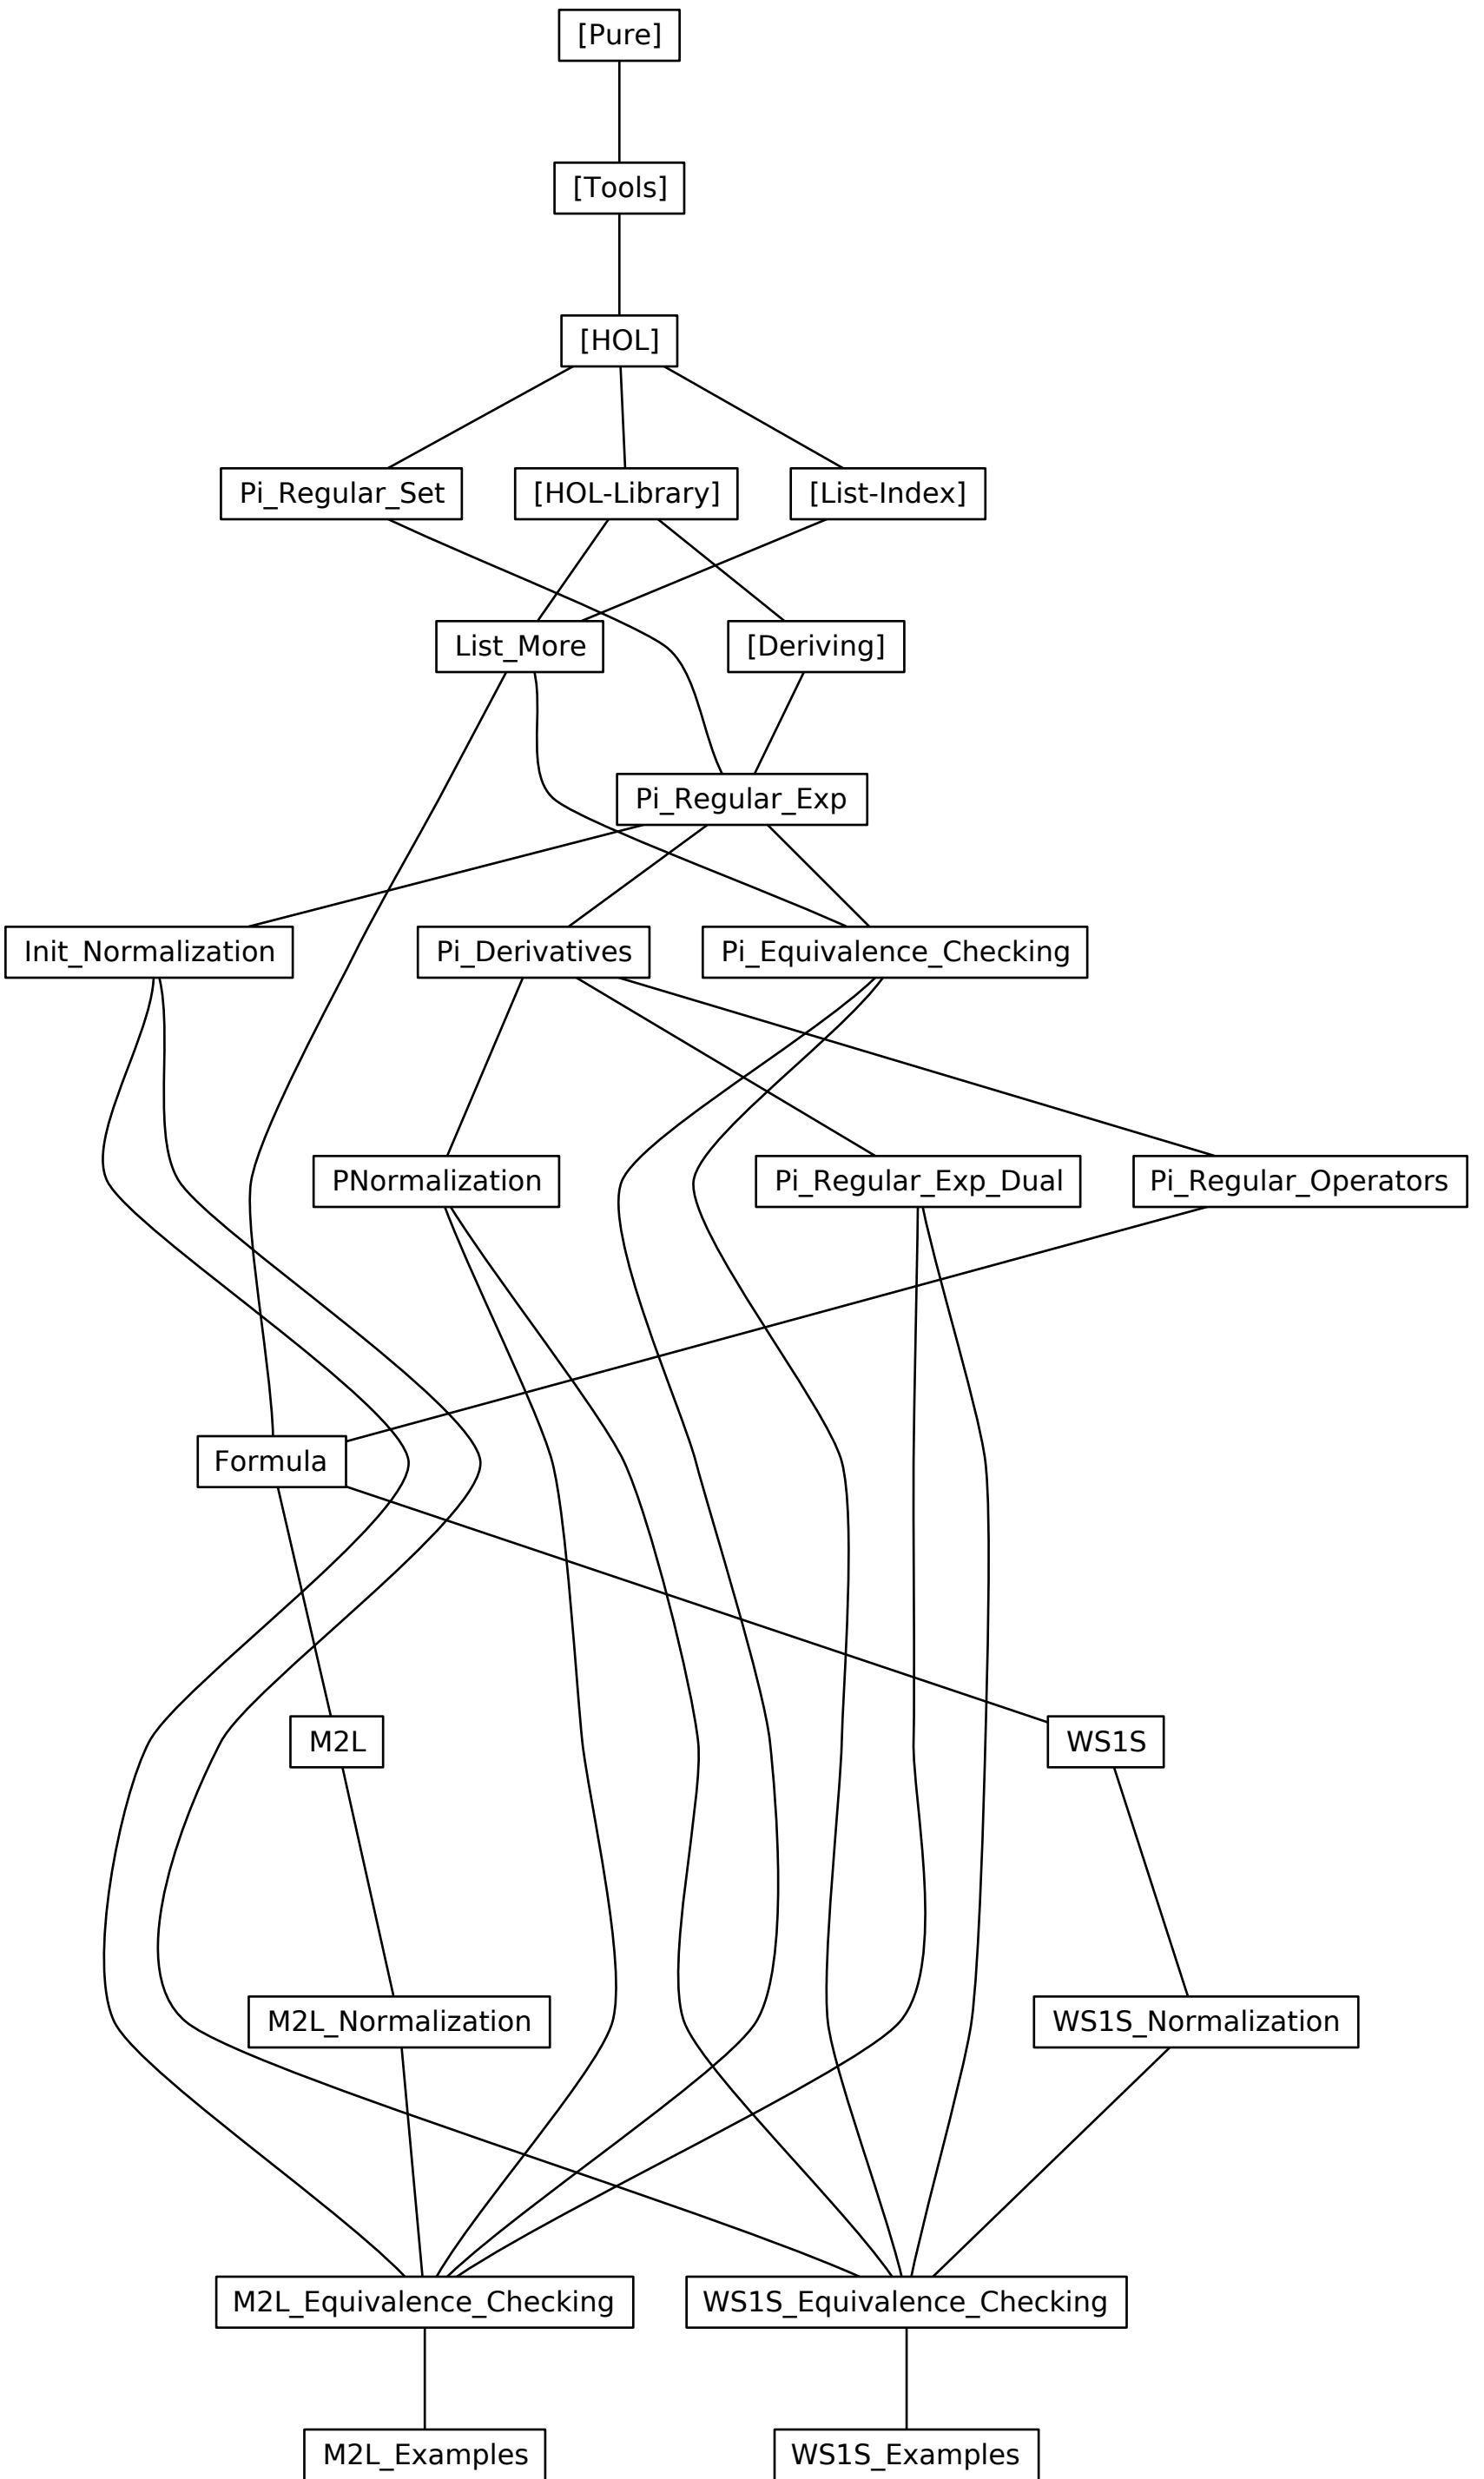 [Pure]
[Tools]
[HOL]
Pi_Regular_Set
[HOL-Library]
[List-Index]
List_More
[Deriving]
Pi_Regular_Exp
Init_Normalization
Pi_Derivatives
Pi_Equivalence_Checking
PNormalization
Pi_Regular_Exp_Dual
Pi_Regular_Operators
Formula
M2L
WS1S
M2L_Normalization
WS1S_Normalization
M2L_Equivalence_Checking
WS1S_Equivalence_Checking
M2L_Examples
WS1S_Examples